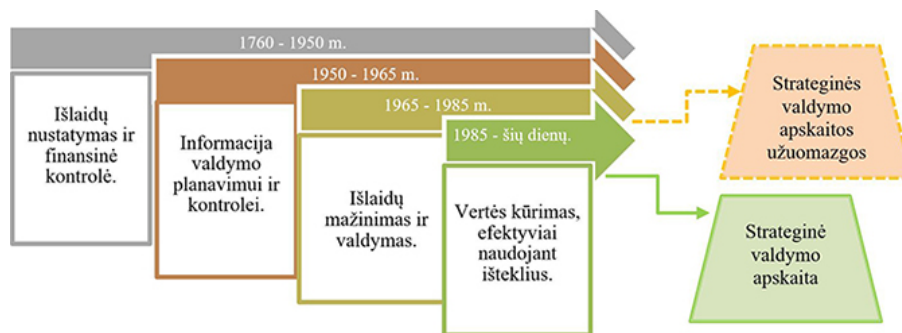 1760 - 1950 m.
Išlaidų
nustatymas ir
finansinė
kontrolė.
1950 - 1965 m.
Informacija
valdymo
planavimui ir
kontrolei.
1965 - 1985 m.
Išlaidų
mažinimas ir
valdymas.
1985 - šių dienų.
Vertės kūrimas,
efektyviai
naudojant
išteklius.
Strateginės
valdymo
apskaitos
užuomazgos
Strateginė
valdymo
apskaita